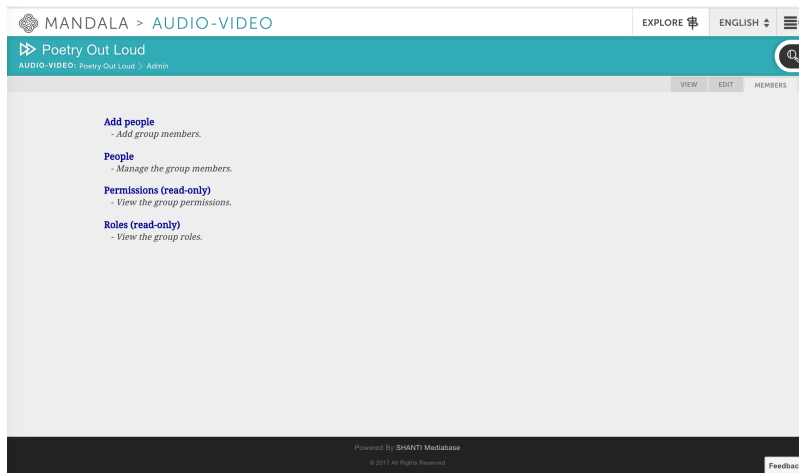 MANDALA > AUDIO-VIDEO
EXPLORE
ENGLISH
Poetry Out Loud
AUDIO-VIDEO: Poetry Out Loud > Admin
VIEW
EDIT
MEMBERS
Add people
- Add group members.
People
- Manage the group members.
Permissions (read-only)
- View the group permissions.
Roles (read-only)
- View the group roles.
Powered By SHANTI Mediabase
© 2017 All Rights Reserved
Feedbac